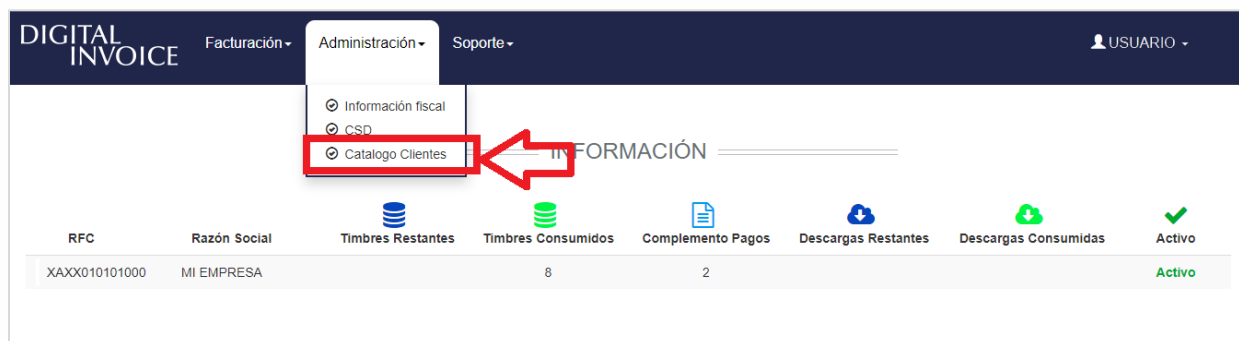 DIGITAL
INVOICE
Facturación
Administración
Soporte
USUARIO
Información fiscal
CSD
Catalogo Clientes
INFORMACIÓN
RFC Razón Social Timbres Restantes Timbres Consumidos Complemento Pagos Descargas Restantes Descargas Consumidas Activo
XAXX010101000 MI EMPRESA 8 2 Activo